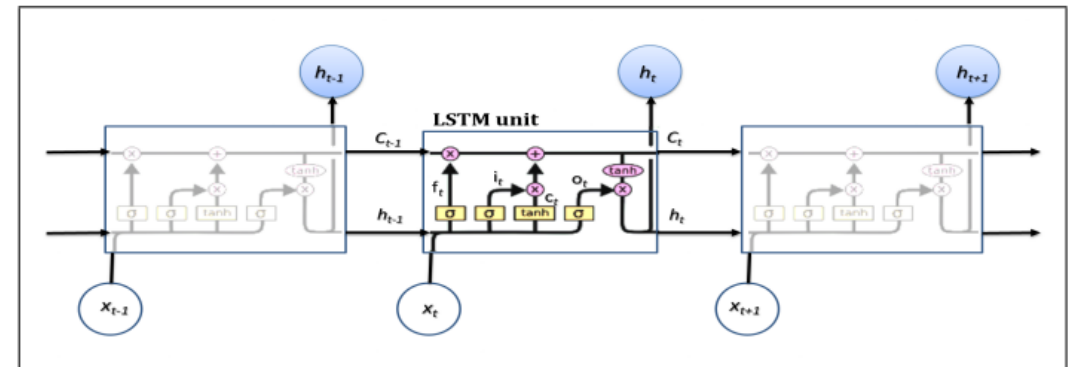 h_{t-1} h_t h_{t+1}
LSTM unit
C_{t-1} C_t
× + × + × +
tanh tanh tanh
f_t i_t o_t
× × × × × ×
c_t
σ σ tanh σ σ σ tanh σ σ σ tanh σ
h_{t-1} h_t
x_{t-1} x_t x_{t+1}